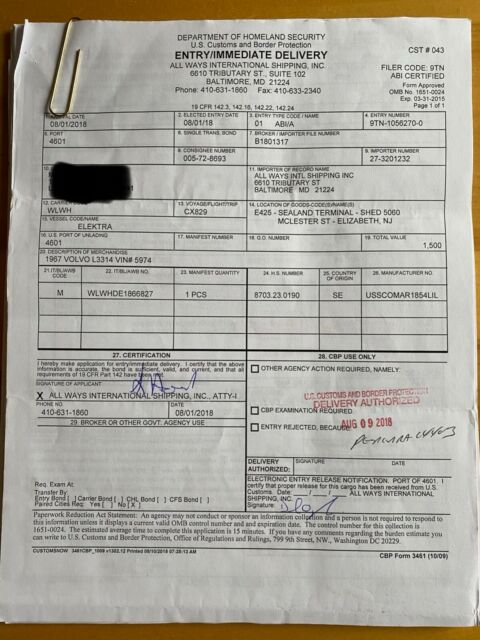 DEPARTMENT OF HOMELAND SECURITY
U.S. Customs and Border Protection
ENTRY/IMMEDIATE DELIVERY
ALL WAYS INTERNATIONAL SHIPPING, INC.
6610 TRIBUTARY ST., SUITE 102
BALTIMORE, MD 21224
Phone: 410-631-1860 Fax: 410-633-2340
19 CFR 142.3, 142.16, 142.22, 142.24
CST # 043
FILER CODE: 9TN
ABI CERTIFIED
Form Approved
OMB No. 1651-0024
Exp. 03-31-2015
Page 1 of 1
DATE 2. ELECTED ENTRY DATE 3. ENTRY TYPE CODE / NAME 4. ENTRY NUMBER
08/01/2018 08/01/18 01 ABI/A 9TN-1056270-0
5. PORT 6. SINGLE TRANS. BOND 7. BROKER / IMPORTER FILE NUMBER
4601 B1801317
8. CONSIGNEE NUMBER 9. IMPORTER NUMBER
005-72-8693 27-3201232
10. 11. IMPORTER OF RECORD NAME
ALL WAYS INTL SHIPPING INC
6610 TRIBUTARY ST
BALTIMORE MD 21224
12. CARRIER 13. VOYAGE/FLIGHT/TRIP 14. LOCATION OF GOODS-CODE(S)/NAME(S)
WLWH CX829 E425 - SEALAND TERMINAL - SHED 5060
MCLESTER ST - ELIZABETH, NJ
15. VESSEL CODE/NAME
ELEKTRA
16. U.S. PORT OF UNLADING 17. MANIFEST NUMBER 18. G.O. NUMBER 19. TOTAL VALUE
4601 1,500
20. DESCRIPTION OF MERCHANDISE
1967 VOLVO L3314 VIN# 5974
21. IT/BL/AWB CODE 22. IT/BL/AWB NO. 23. MANIFEST QUANTITY 24. H.S. NUMBER 25. COUNTRY OF ORIGIN 26. MANUFACTURER NO.
M WLWHDE1866827 1 PCS 8703.23.0190 SE USSCOMAR1854LIL
27. CERTIFICATION
I hereby make application for entry/immediate delivery. I certify that the above
information is accurate, the bond is sufficient, valid, and current, and that all
requirements of 19 CFR Part 142 have been met.
SIGNATURE OF APPLICANT
X ALL WAYS INTERNATIONAL SHIPPING, INC., ATTY-I
PHONE NO DATE
410-631-1860 08/01/2018
29. BROKER OR OTHER GOVT. AGENCY USE
28. CBP USE ONLY
OTHER AGENCY ACTION REQUIRED, NAMELY:
U.S. CUSTOMS AND BORDER PROTECTION
DELIVERY AUTHORIZED
CBP EXAMINATION REQUIRED.
AUG 09 2018
ENTRY REJECTED, BECAUSE:
DELIVERY AUTHORIZED: SIGNATURE DATE
ELECTRONIC ENTRY RELEASE NOTIFICATION. PORT OF 4601. I
certify that proper release for this cargo has been received from U.S.
Customs. Date: __/__/__ ALL WAYS INTERNATIONAL
SHIPPING, INC.
Signature:
Req. Exam At:
Transfer By:
Entry Bond [ ] Carrier Bond [ ] CHL Bond [ ] CFS Bond [ ]
Paired Cities Req: Yes [ ] No [ X ]
Paperwork Reduction Act Statement: An agency may not conduct or sponsor an information collection and a person is not required to respond to
this information unless it displays a current valid OMB control number and and expiration date. The control number for this collection is
1651-0024. The estimated average time to complete this application is 15 minutes. If you have any comments regarding the burden estimate you
can write to U.S. Customs and Border Protection, Office of Regulations and Rulings, 799 9th Street, NW., Washington DC 20229.
CUSTOMSNOW 3461CBP_1009 v1302.12 Printed 08/10/2018 07:25:13 AM
CBP Form 3461 (10/09)